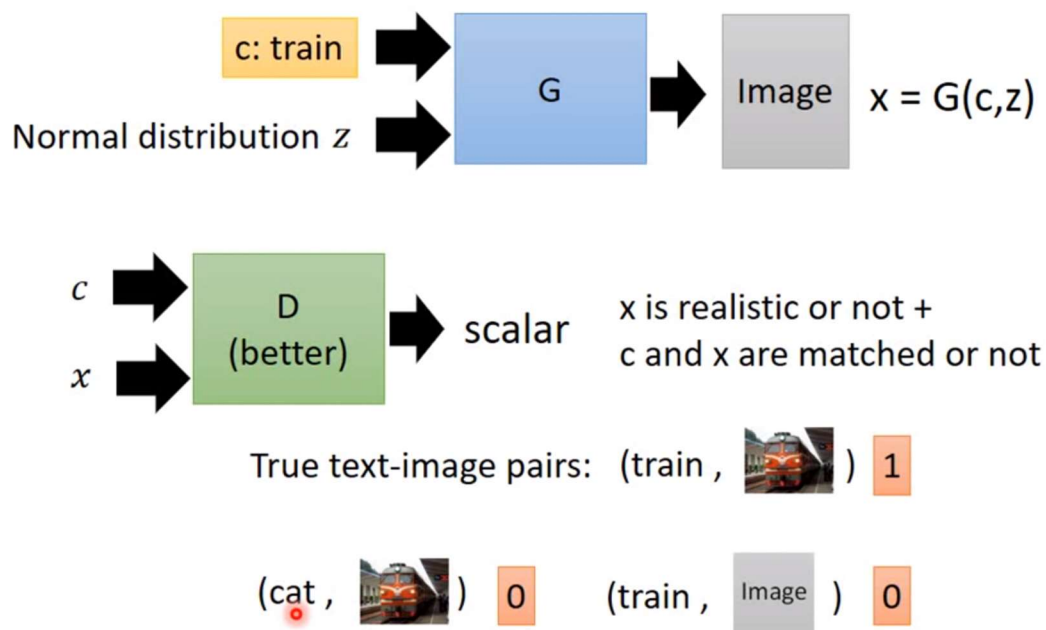 c: train
G
Image
x = G(c,z)
Normal distribution z
c
D
(better)
scalar
x
x is realistic or not +
c and x are matched or not
True text-image pairs: (train , ) 1
(cat , ) 0
(train , Image ) 0